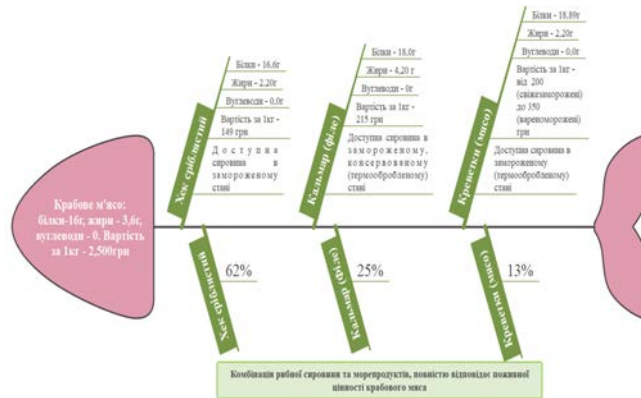 Крабове м'ясо:
білки-16г, жири - 3,6г,
вуглеводи - 0. Вартість
за 1кг - 2,500грн
Хек сріблястий
Білки - 16.6г
Жири - 2,20г
Вуглеводи - 0,0г
Вартість за 1кг -
149 грн
Доступна
сировина в
замороженому
стані
Кальмар (філе)
Білки - 18,0г
Жири - 4,20 г
Вуглеводи - 0г
Вартість за 1кг -
215 грн
Доступна сировина в
замороженому,
консервованому
(термообробленому)
стані
Креветки (мясо)
Білки - 18,89г
Жири - 2,20г
Вуглеводи - 0,0г
Вартість за 1кг -
від 200
(свіжезаморожені)
до 350
(вареноморожені)
грн
Доступна сировина в
замороженому
(термообробленому)
стані
Хек сріблястий
62%
Кальмар (філе)
25%
Креветки (мясо)
13%
Комбінація рибної сировини та морепродуктів, повністю відповідає поживної
цінності крабового мяса